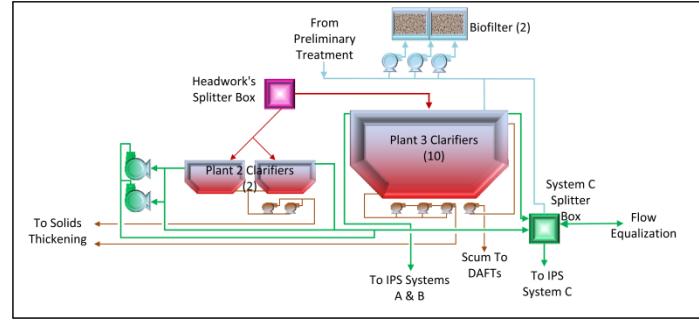 From
Preliminary
Treatment
Biofilter (2)
Headwork's
Splitter Box
Plant 3 Clarifiers
(10)
Plant 2 Clarifiers
(2)
System C
Splitter
Box
To Solids
Thickening
Flow
Equalization
Scum To
DAFTs
To IPS Systems
A & B
To IPS
System C